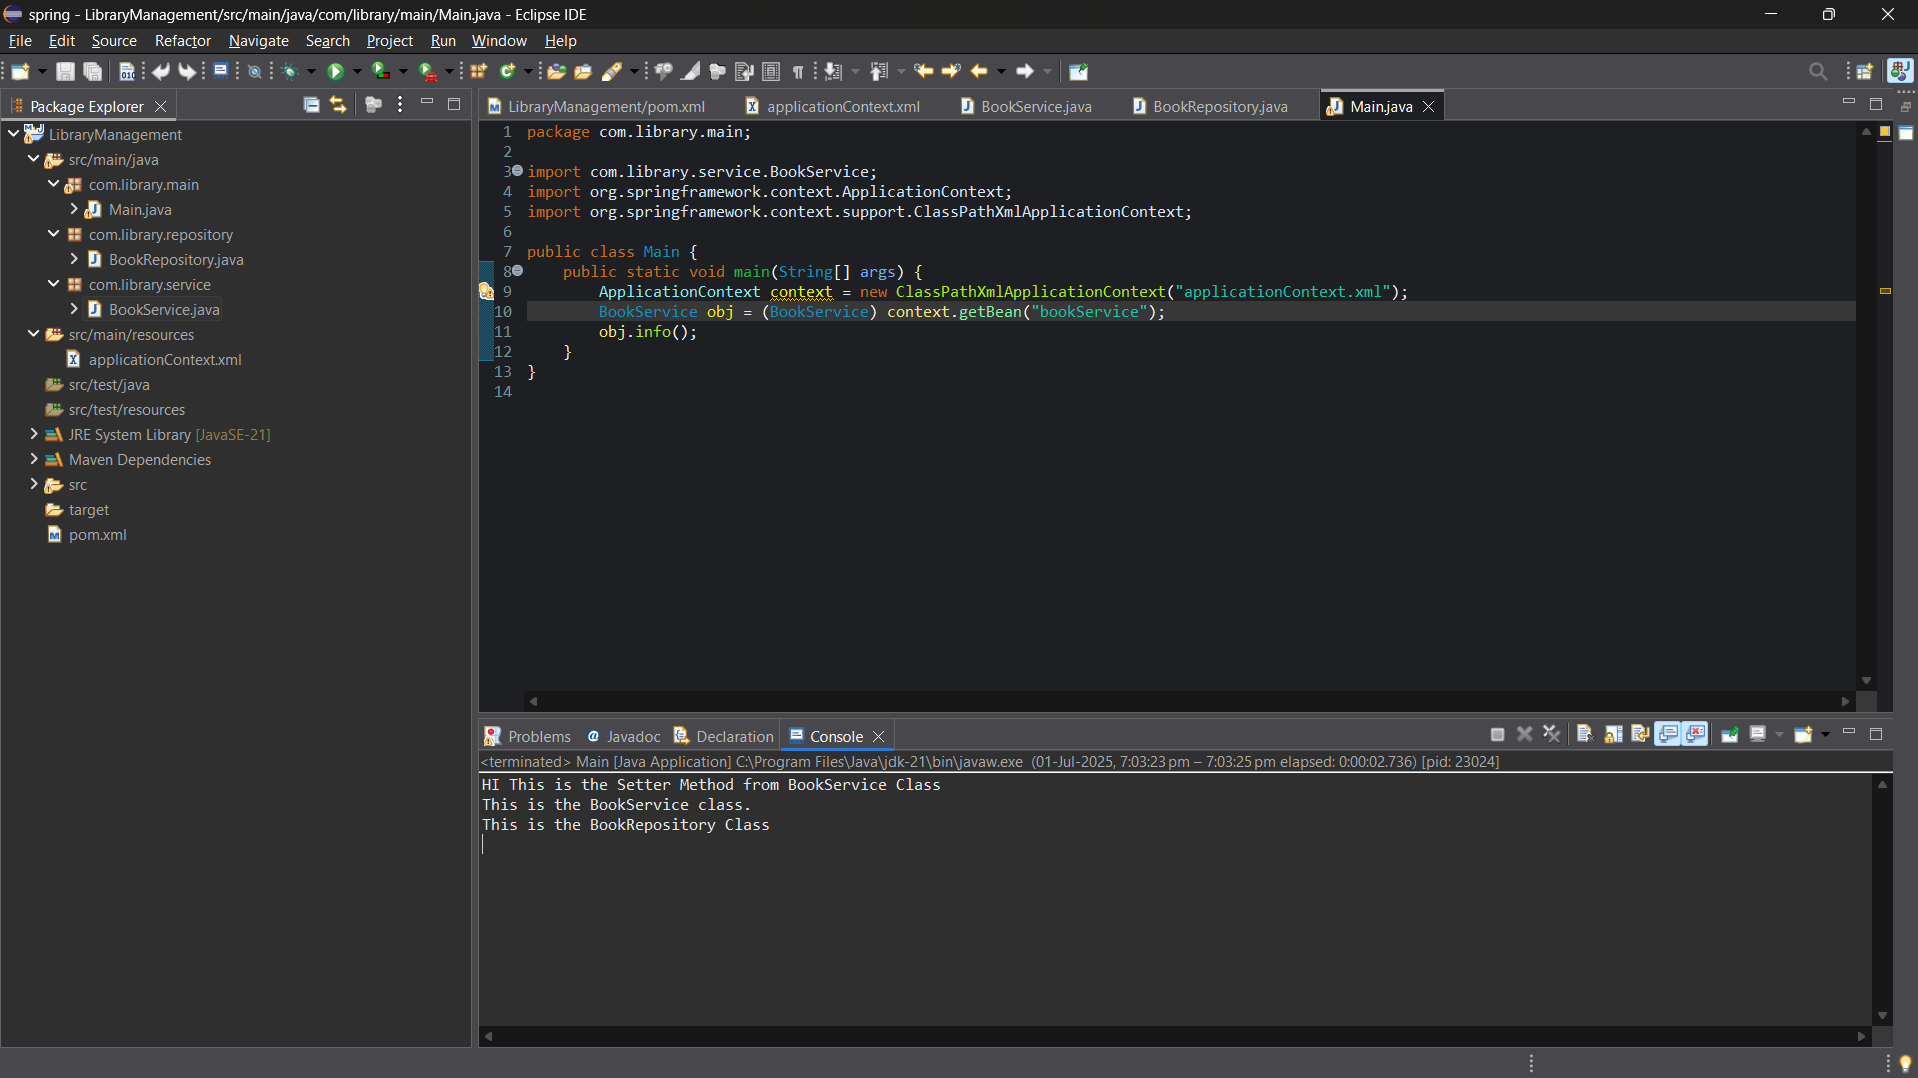 spring - LibraryManagement/src/main/java/com/library/main/Main.java - Eclipse IDE
File Edit Source Refactor Navigate Search Project Run Window Help
Package Explorer
LibraryManagement
src/main/java
com.library.main
Main.java
com.library.repository
BookRepository.java
com.library.service
BookService.java
src/main/resources
applicationContext.xml
src/test/java
src/test/resources
JRE System Library [JavaSE-21]
Maven Dependencies
src
target
pom.xml
LibraryManagement/pom.xml applicationContext.xml BookService.java BookRepository.java Main.java
1 package com.library.main;
2
3 import com.library.service.BookService;
4 import org.springframework.context.ApplicationContext;
5 import org.springframework.context.support.ClassPathXmlApplicationContext;
6
7 public class Main {
8 public static void main(String[] args) {
9 ApplicationContext context = new ClassPathXmlApplicationContext("applicationContext.xml");
10 BookService obj = (BookService) context.getBean("bookService");
11 obj.info();
12 }
13 }
14
Problems Javadoc Declaration Console
<terminated> Main [Java Application] C:\Program Files\Java\jdk-21\bin\javaw.exe (01-Jul-2025, 7:03:23 pm – 7:03:25 pm elapsed: 0:00:02.736) [pid: 23024]
HI This is the Setter Method from BookService Class
This is the BookService class.
This is the BookRepository Class